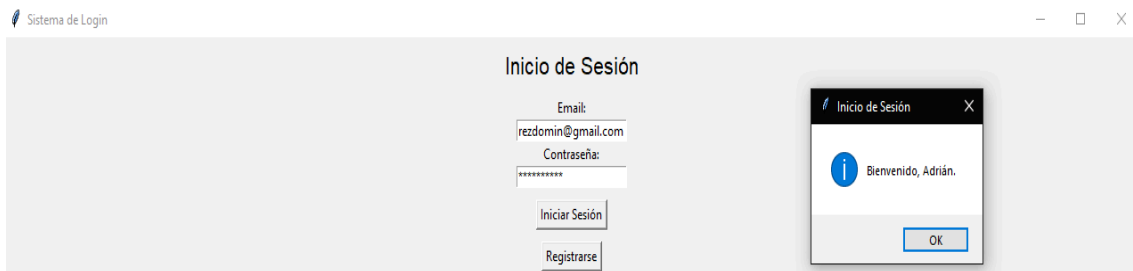 Sistema de Login
Inicio de Sesión
Email:
rezdomin@gmail.com
Contraseña:
**********
Iniciar Sesión
Registrarse
Inicio de Sesión
Bienvenido, Adrián.
OK